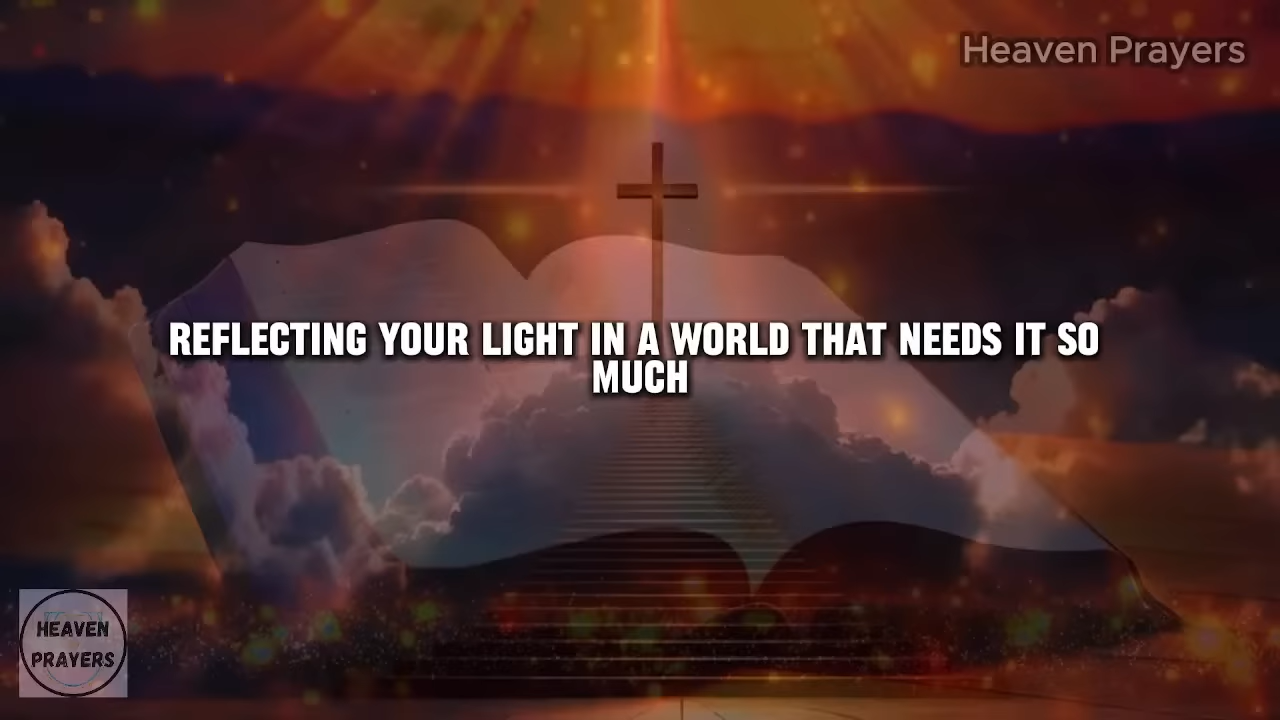 Heaven Prayers
REFLECTING YOUR LIGHT IN A WORLD THAT NEEDS IT SO
MUCH
HEAVEN
PRAYERS